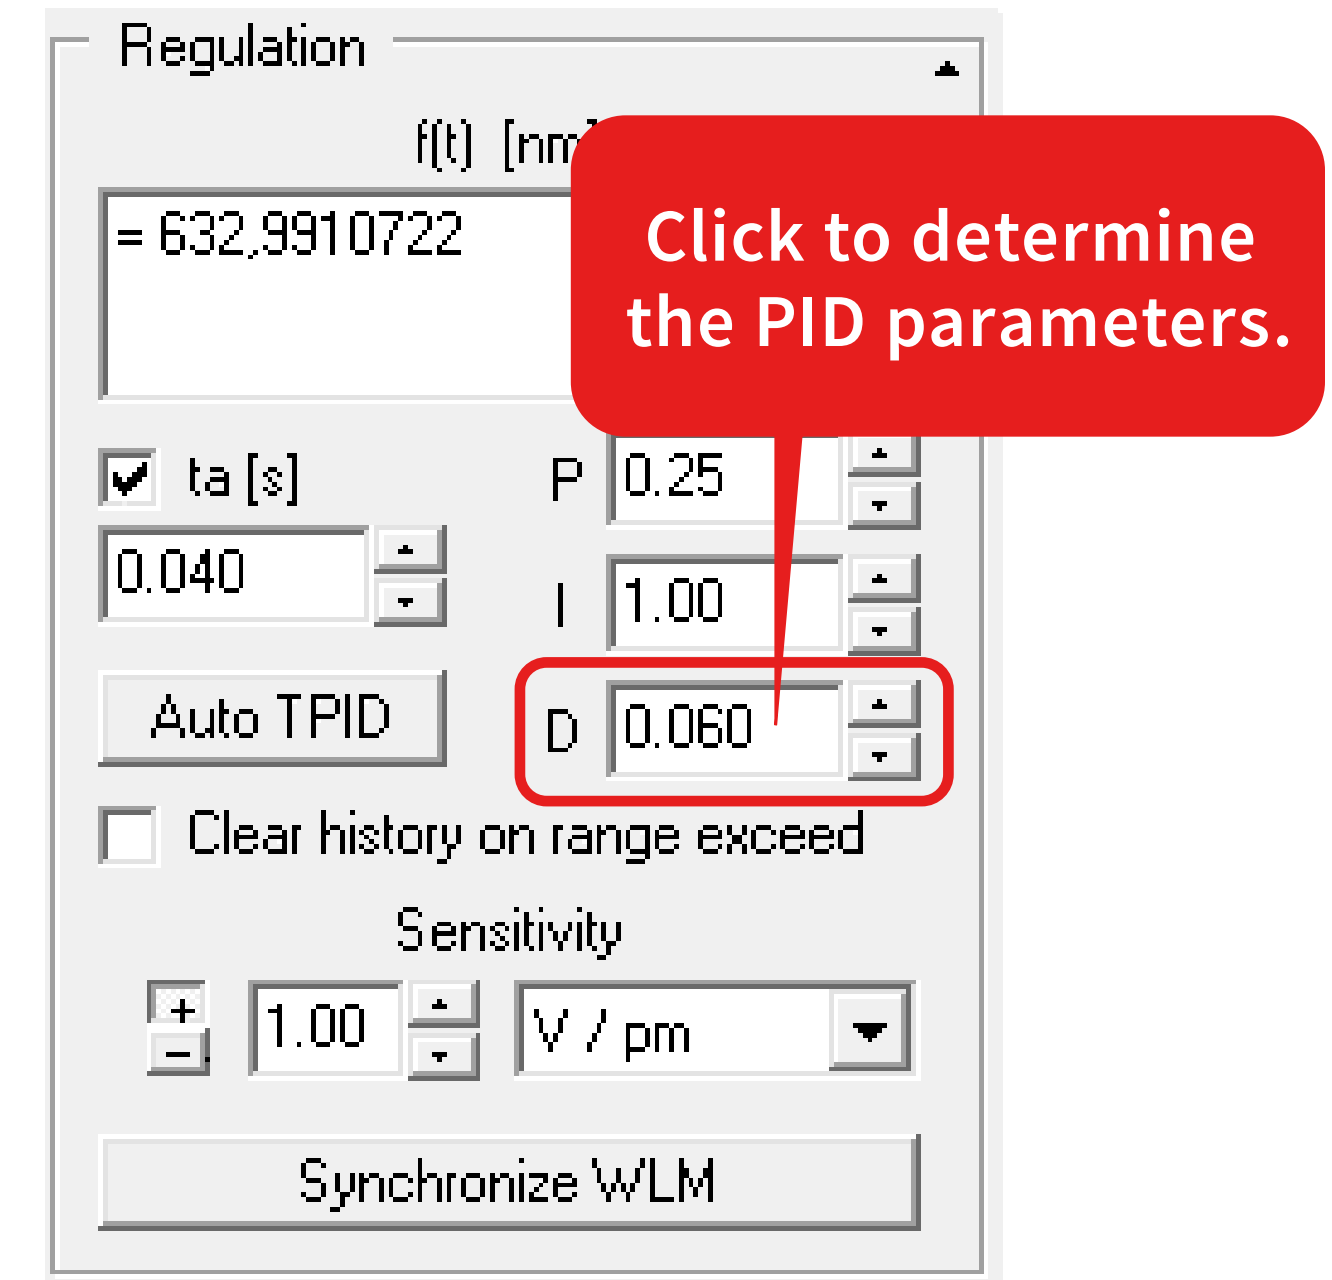 Regulation
f(t) [nm]
= 632,9910722
Click to determine
the PID parameters.
ta [s]
P 0.25
0.040
I 1.00
Auto TPID
D 0.060
Clear history on range exceed
Sensitivity
+
-
1.00
V / pm
Synchronize WLM